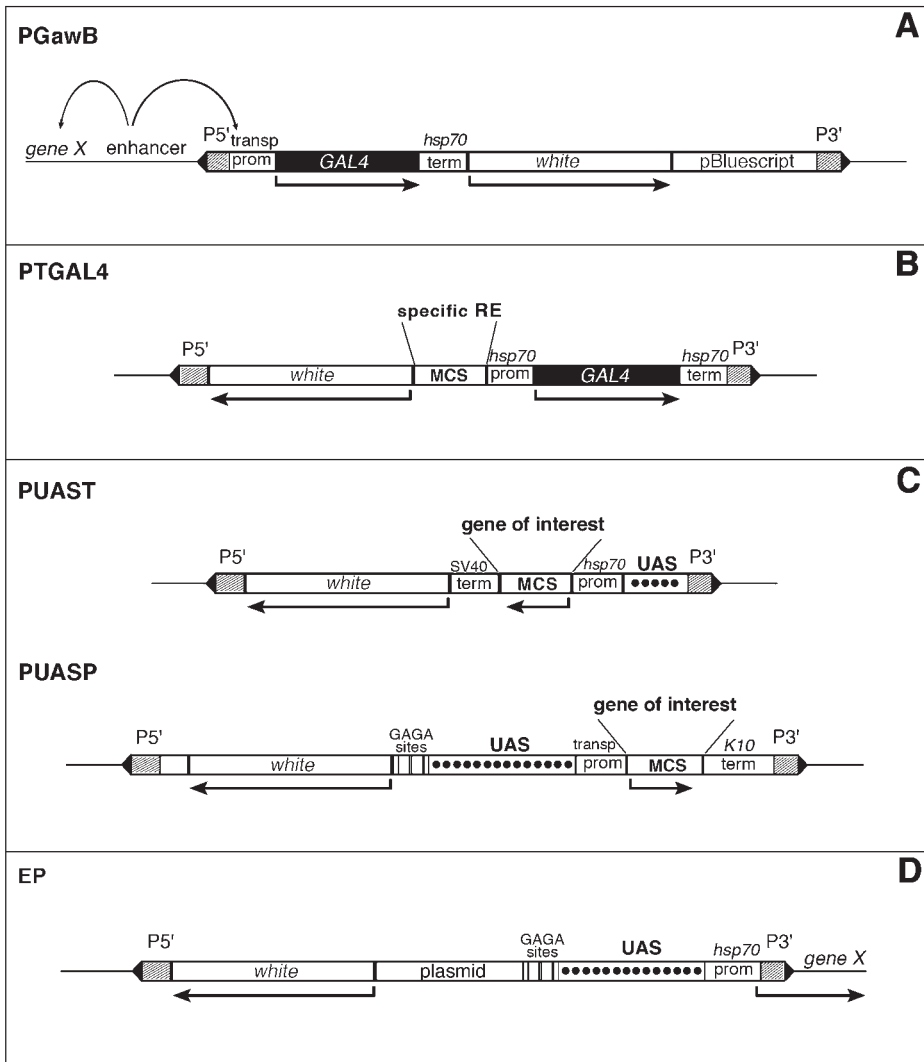 A
PGawB
P5' transp hsp70 P3'
gene X enhancer prom GAL4 term white pBluescript
B
PTGAL4
specific RE
P5' hsp70 hsp70 P3'
white MCS prom GAL4 term
C
PUAST
gene of interest
P5' SV40 hsp70 UAS P3'
white term MCS prom
PUASP
gene of interest
P5' GAGA sites UAS transp K10 P3'
white prom MCS term
D
EP
P5' GAGA sites UAS hsp70 P3' gene X
white plasmid prom